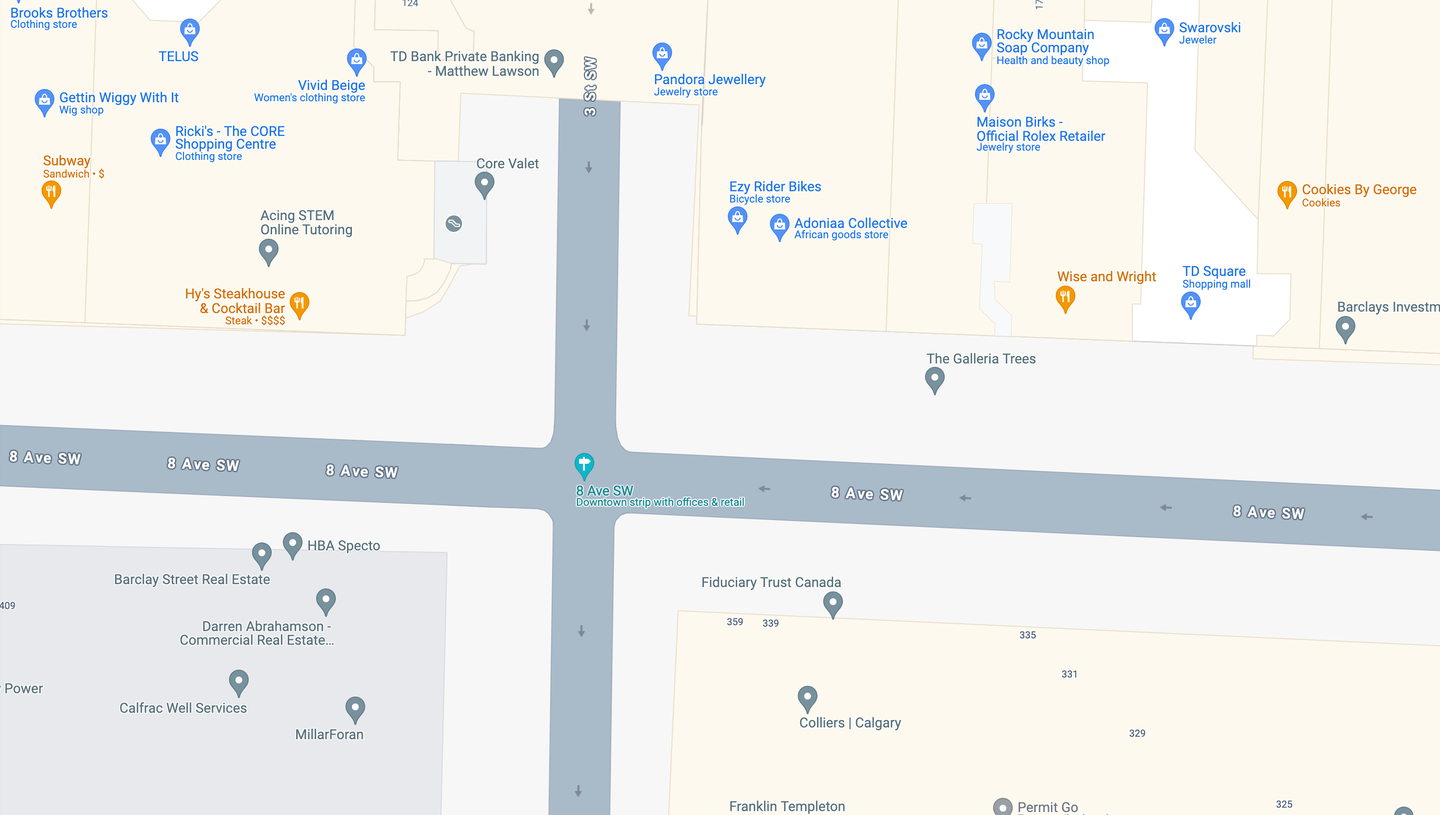 Brooks Brothers
Clothing store
124
17
TELUS
TD Bank Private Banking
- Matthew Lawson
3 St SW
Pandora Jewellery
Jewelry store
Rocky Mountain
Soap Company
Health and beauty shop
Swarovski
Jeweler
Vivid Beige
Women's clothing store
Gettin Wiggy With It
Wig shop
Ricki's - The CORE
Shopping Centre
Clothing store
Maison Birks -
Official Rolex Retailer
Jewelry store
Subway
Sandwich • $
Core Valet
Ezy Rider Bikes
Bicycle store
Adoniaa Collective
African goods store
Cookies By George
Cookies
Acing STEM
Online Tutoring
Hy's Steakhouse
& Cocktail Bar
Steak • $$$$
Wise and Wright
TD Square
Shopping mall
Barclays Investm
The Galleria Trees
8 Ave SW
8 Ave SW
8 Ave SW
8 Ave SW
Downtown strip with offices & retail
8 Ave SW
8 Ave SW
HBA Specto
Barclay Street Real Estate
409
Darren Abrahamson -
Commercial Real Estate...
Power
Calfrac Well Services
MillarForan
Fiduciary Trust Canada
359
339
335
331
Colliers | Calgary
329
Franklin Templeton
Permit Go
325